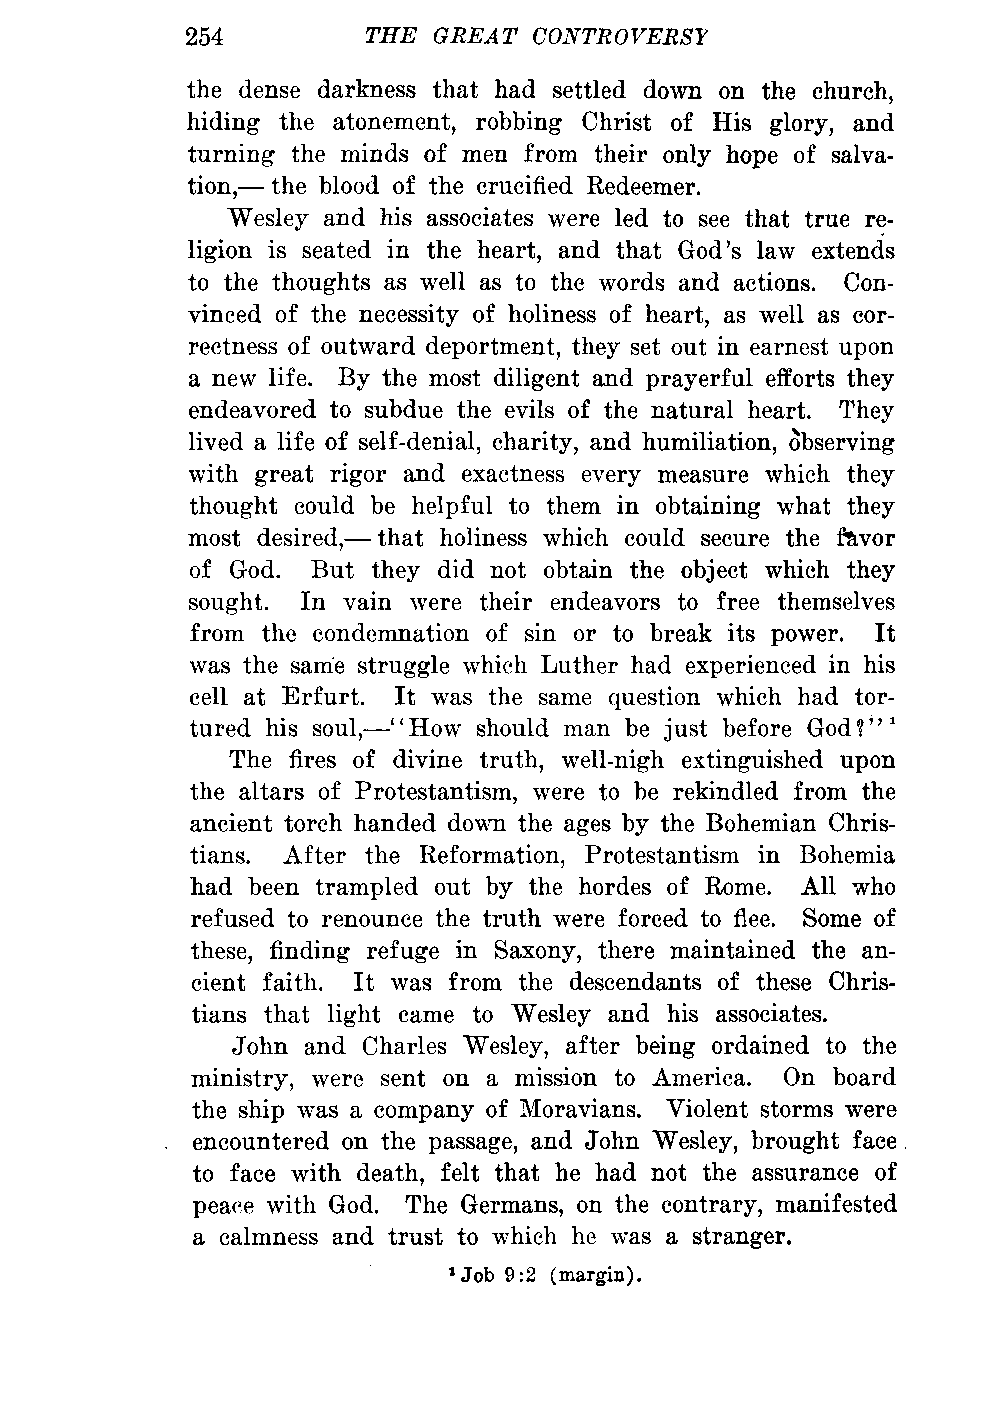 254 THE GREAT CONTROVERSY
the dense darkness that had settled down on the church,
hiding the atonement, robbing Christ of His glory, and
turning the minds of men from their only hope of salva-
tion,— the blood of the crucified Redeemer.
Wesley and his associates were led to see that true re-
ligion is seated in the heart, and that God's law extends
to the thoughts as well as to the words and actions. Con-
vinced of the necessity of holiness of heart, as well as cor-
rectness of outward deportment, they set out in earnest upon
a new life. By the most diligent and prayerful efforts they
endeavored to subdue the evils of the natural heart. They
lived a life of self-denial, charity, and humiliation, observing
with great rigor and exactness every measure which they
thought could be helpful to them in obtaining what they
most desired,— that holiness which could secure the favor
of God. But they did not obtain the object which they
sought. In vain were their endeavors to free themselves
from the condemnation of sin or to break its power. It
was the same struggle which Luther had experienced in his
cell at Erfurt. It was the same question which had tor-
tured his soul,—"How should man be just before God?" ¹
The fires of divine truth, well-nigh extinguished upon
the altars of Protestantism, were to be rekindled from the
ancient torch handed down the ages by the Bohemian Chris-
tians. After the Reformation, Protestantism in Bohemia
had been trampled out by the hordes of Rome. All who
refused to renounce the truth were forced to flee. Some of
these, finding refuge in Saxony, there maintained the an-
cient faith. It was from the descendants of these Chris-
tians that light came to Wesley and his associates.
John and Charles Wesley, after being ordained to the
ministry, were sent on a mission to America. On board
the ship was a company of Moravians. Violent storms were
encountered on the passage, and John Wesley, brought face
to face with death, felt that he had not the assurance of
peace with God. The Germans, on the contrary, manifested
a calmness and trust to which he was a stranger.
¹ Job 9:2 (margin).